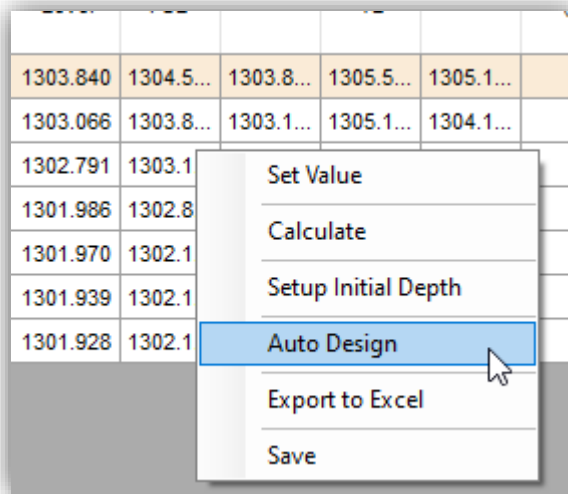 1303.840 1304.5... 1303.8... 1305.5... 1305.1...
1303.066 1303.8... 1303.1... 1305.1... 1304.1...
1302.791 1303.1
1301.986 1302.8
1301.970 1302.1
1301.939 1302.1
1301.928 1302.1
Set Value
Calculate
Setup Initial Depth
Auto Design
Export to Excel
Save